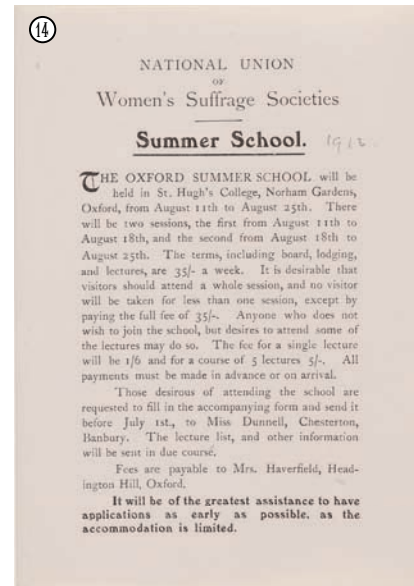 14
NATIONAL UNION
OF
Women's Suffrage Societies
Summer School.
THE OXFORD SUMMER SCHOOL will be
held in St. Hugh's College, Norham Gardens,
Oxford, from August 11th to August 25th. There
will be two sessions, the first from August 11th to
August 18th, and the second from August 18th to
August 25th. The terms, including board, lodging,
and lectures, are 35/- a week. It is desirable that
visitors should attend a whole session, and no visitor
will be taken for less than one session, except by
paying the full fee of 35/-. Anyone who does not
wish to join the school, but desires to attend some of
the lectures may do so. The fee for a single lecture
will be 1/6 and for a course of 5 lectures 5/-. All
payments must be made in advance or on arrival.
Those desirous of attending the school are
requested to fill in the accompanying form and send it
before July 1st., to Miss Dunnell, Chesterton,
Banbury. The lecture list, and other information
will be sent in due course.
Fees are payable to Mrs. Haverfield, Head-
ington Hill, Oxford.
It will be of the greatest assistance to have
applications as early as possible, as the
accommodation is limited.